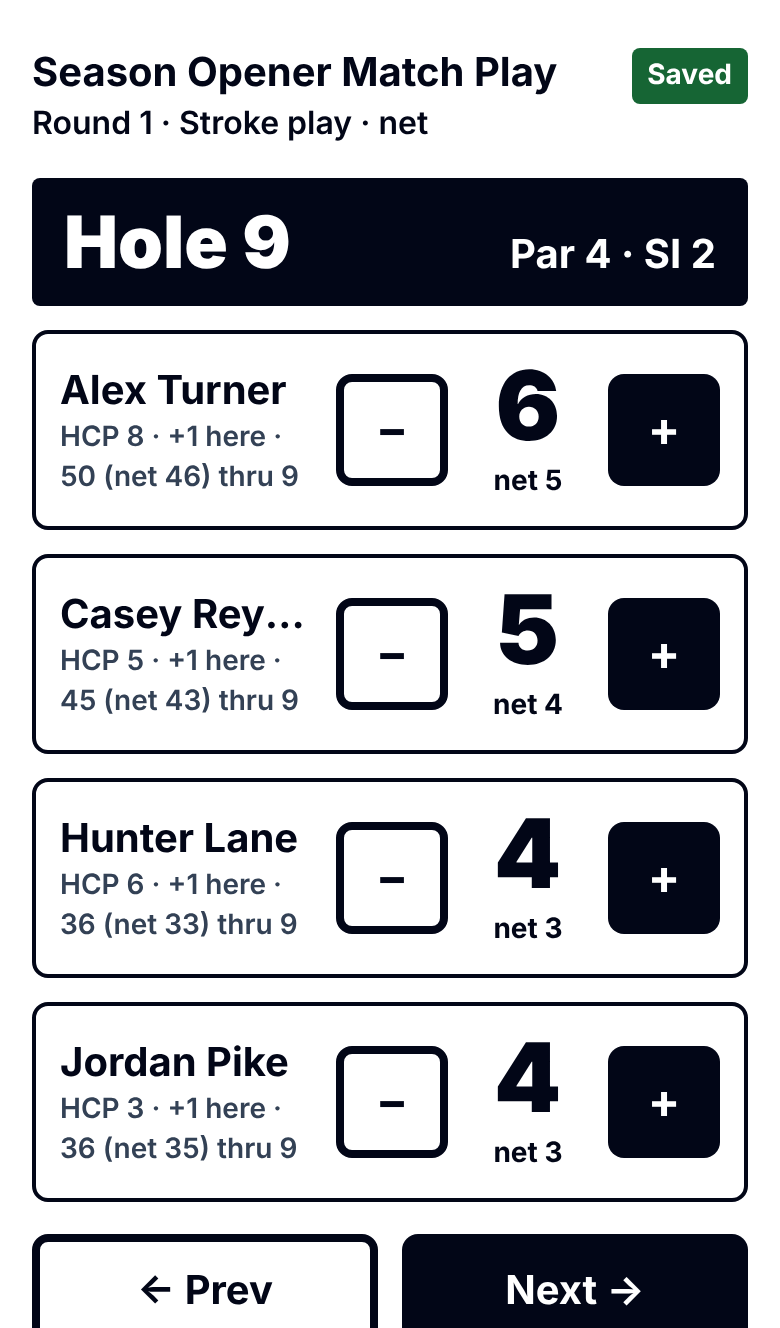 Season Opener Match Play
Saved
Round 1 · Stroke play · net
Hole 9
Par 4 · SI 2
Alex Turner
HCP 8 · +1 here ·
50 (net 46) thru 9
−
6
net 5
+
Casey Rey...
HCP 5 · +1 here ·
45 (net 43) thru 9
−
5
net 4
+
Hunter Lane
HCP 6 · +1 here ·
36 (net 33) thru 9
−
4
net 3
+
Jordan Pike
HCP 3 · +1 here ·
36 (net 35) thru 9
−
4
net 3
+
← Prev
Next →